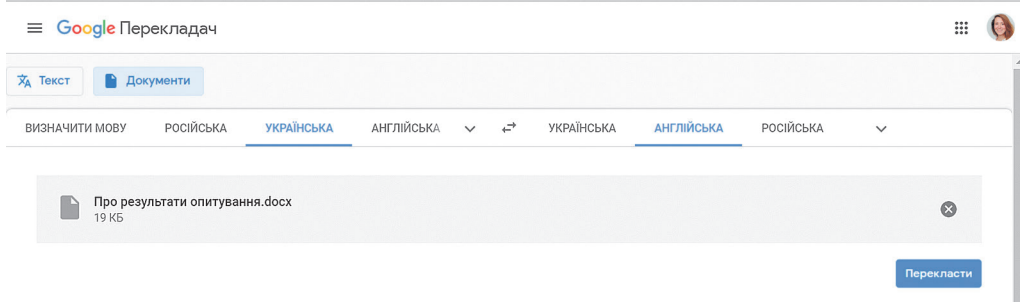 Google Перекладач
Текст
Документи
ВИЗНАЧИТИ МОВУ РОСІЙСЬКА УКРАЇНСЬКА АНГЛІЙСЬКА УКРАЇНСЬКА АНГЛІЙСЬКА РОСІЙСЬКА
Про результати опитування.docx
19 КБ
Перекласти